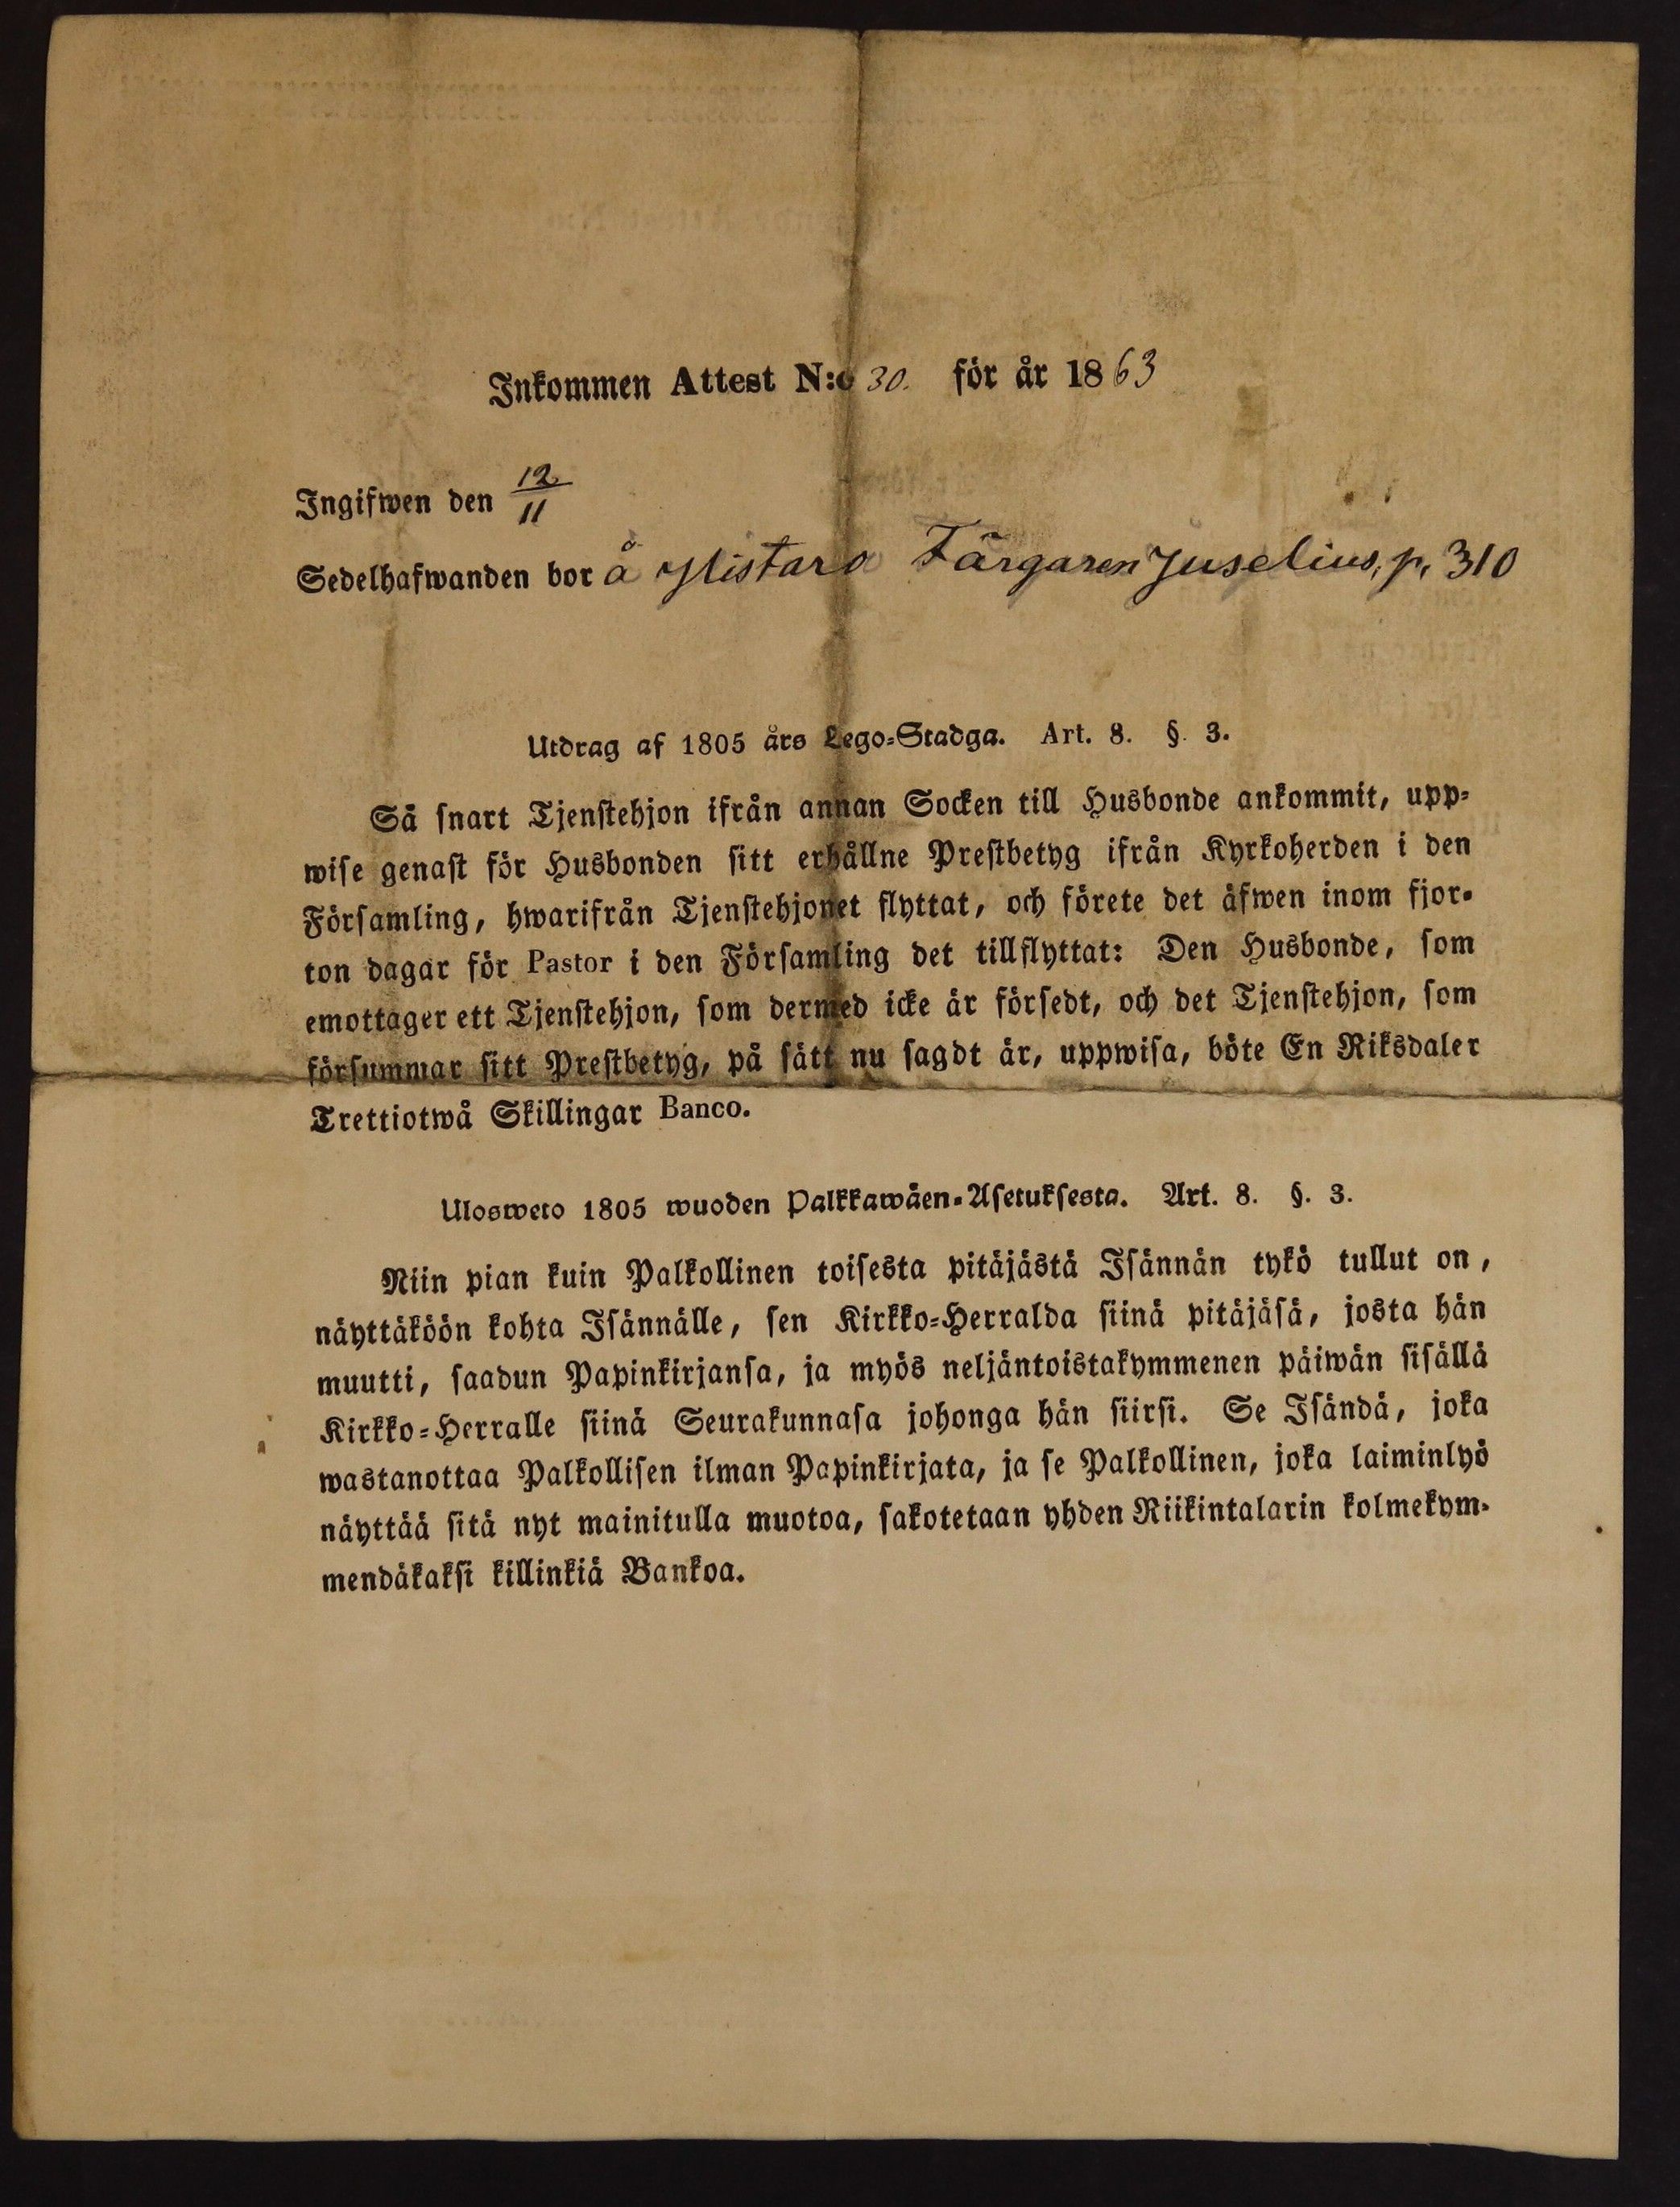 Inkommen Attest N:o 30. för år 1863
Ingifwen den 12/11
Sedelhafwanden bor å Ylistaro Färgaren Juselius, p. 310
Utdrag af 1805 års Lego-Stadga. Art. 8. §. 3.
Så snart Tjenstehjon ifrån annan Socken till Husbonde ankommit, upp-
wise genast för Husbonden sitt erhållne Prestbetyg ifrån Kyrkoherden i den
Församling, hwarifrån Tjenstehjonet flyttat, och förete det äfwen inom fjor-
ton dagar för Pastor i den Församling det tillflyttat: Den Husbonde, som
emottager ett Tjenstehjon, som dermed icke är försedt, och det Tjenstehjon, som
försummar sitt Prestbetyg, på sätt nu sagdt är, uppwisa, böte En Riksdaler
Trettiotwå Skillingar Banco.
Ulosweto 1805 wuoden Palkkawäen-Asetuksesta. Art. 8. §. 3.
Niin pian kuin Palkollinen toisesta pitäjästä Isännän tykö tullut on,
näyttäköön kohta Isännälle, sen Kirkko-Herralda siinä pitäjäsä, josta hän
muutti, saadun Papinkirjansa, ja myös neljäntoistakymmenen päiwän sisällä
Kirkko-Herralle siinä Seurakunnasa johonga hän siirsi. Se Isändä, joka
wastanottaa Palkollisen ilman Papinkirjata, ja se Palkollinen, joka laiminlyö
näyttää sitä nyt mainitulla muotoa, sakotetaan yhden Riikintalarin kolmekym-
mendäkaksi killinkiä Bankoa.